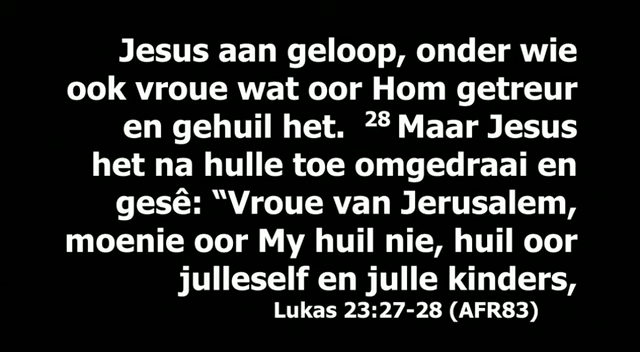 Jesus aan geloop, onder wie
ook vroue wat oor Hom getreur
en gehuil het. 28 Maar Jesus
het na hulle toe omgedraai en
gesê: “Vroue van Jerusalem,
moenie oor My huil nie, huil oor
julleself en julle kinders,
Lukas 23:27-28 (AFR83)